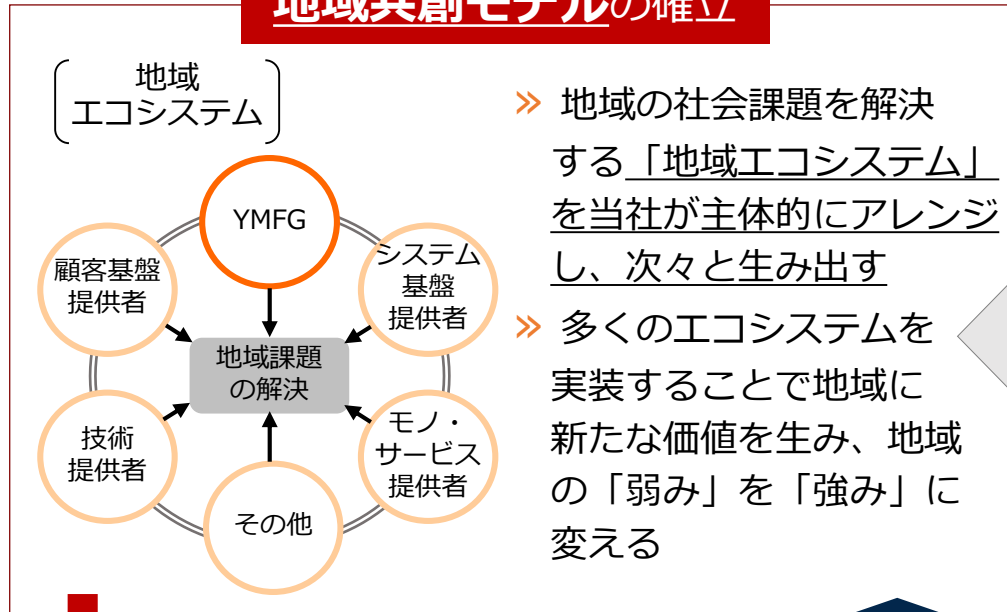 地域共創モデルの確立
地域
エコシステム
YMFG
顧客基盤
提供者
システム
基盤
提供者
地域課題
の解決
技術
提供者
モノ・
サービス
提供者
その他
» 地域の社会課題を解決
する「地域エコシステム」
を当社が主体的にアレンジ
し、次々と生み出す
» 多くのエコシステムを
実装することで地域に
新たな価値を生み、地域
の「弱み」を「強み」に
変える